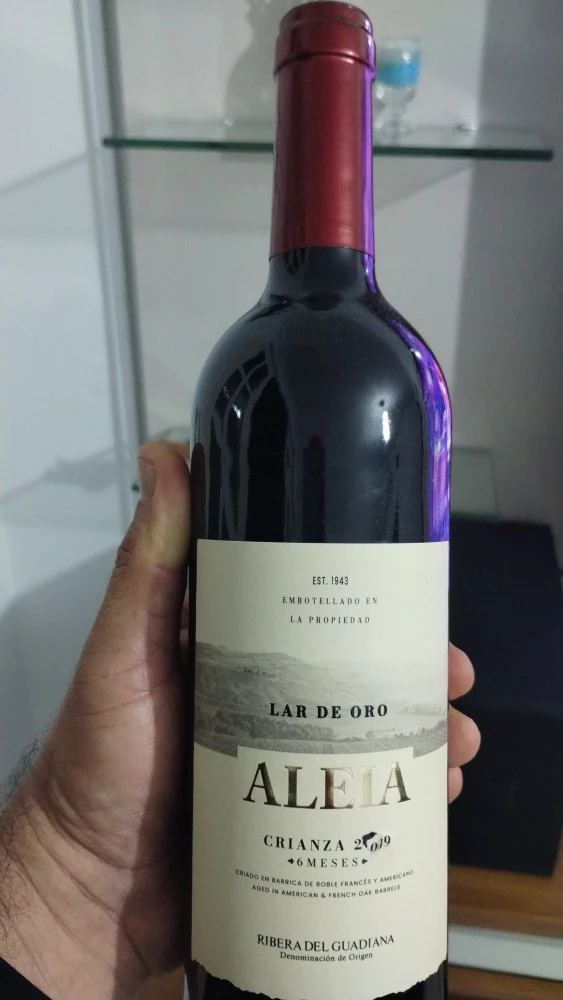 EST. 1943
EMBOTELLADO EN
LA PROPIEDAD
LAR DE ORO
ALEIA
CRIANZA 2019
6 MESES
CRIADO EN BARRICA DE ROBLE FRANCÉS Y AMERICANO.
AGED IN AMERICAN & FRENCH OAK BARRELS
RIBERA DEL GUADIANA
Denominación de Origen